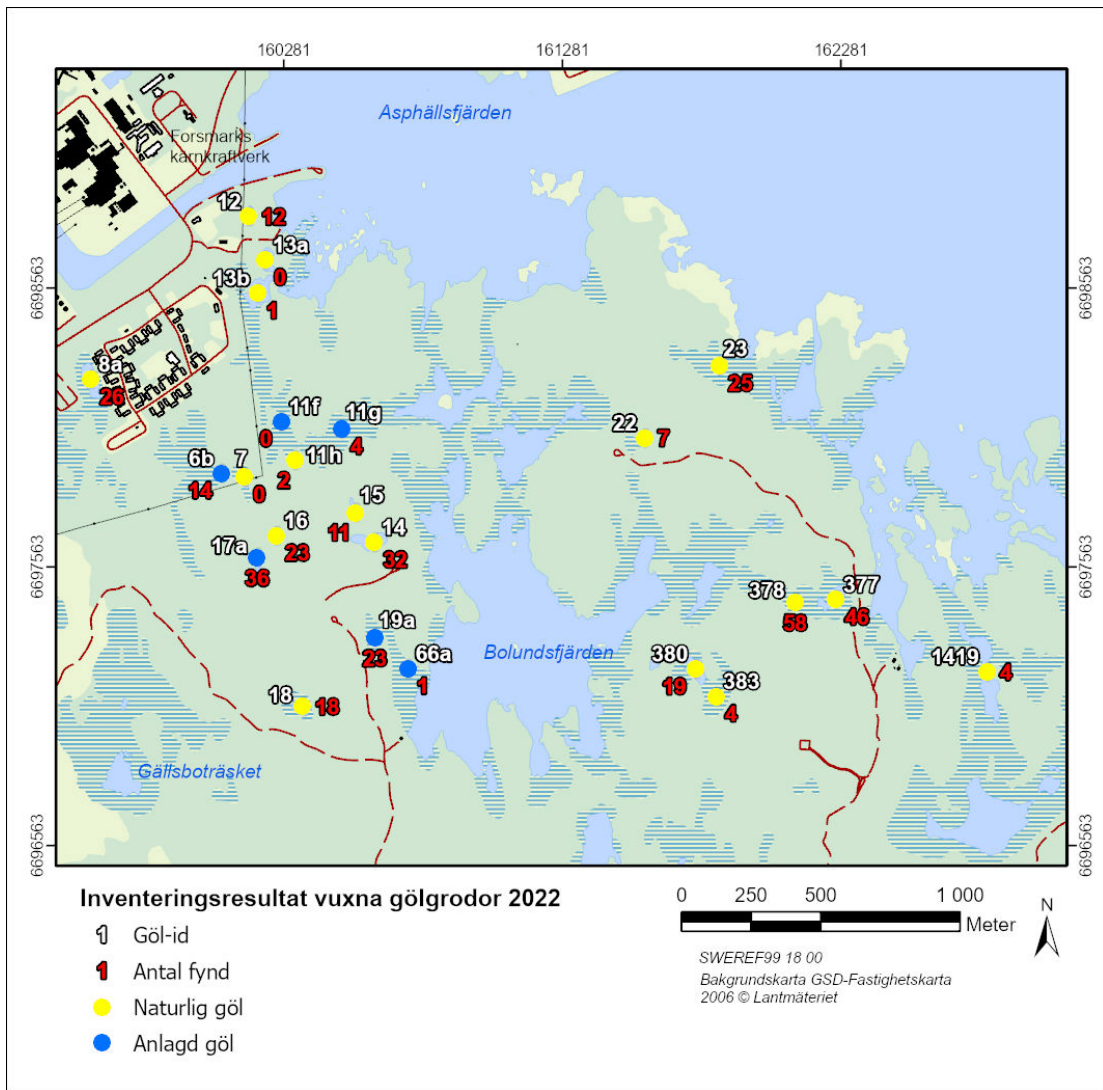 160281
161281
162281
Asphällsfjärden
Forsmarks
kärnkraftverk
12
12
13a
0
13b
1
6698563
6698563
8a
26
23
25
11f
0
11g
4
22
7
11h
2
6b
14
7
0
15
11
14
32
16
23
17a
36
6697563
6697563
378
58
377
46
19a
23
66a
1
Bolundsfjärden
380
19
383
4
1419
4
18
18
Gällsboträsket
6696563
6696563
Inventeringsresultat vuxna gölgrodor 2022
1 Göl-id
1 Antal fynd
Naturlig göl
Anlagd göl
0 250 500 1 000
Meter
N
SWEREF99 18 00
Bakgrundskarta GSD-Fastighetskarta
2006 © Lantmäteriet